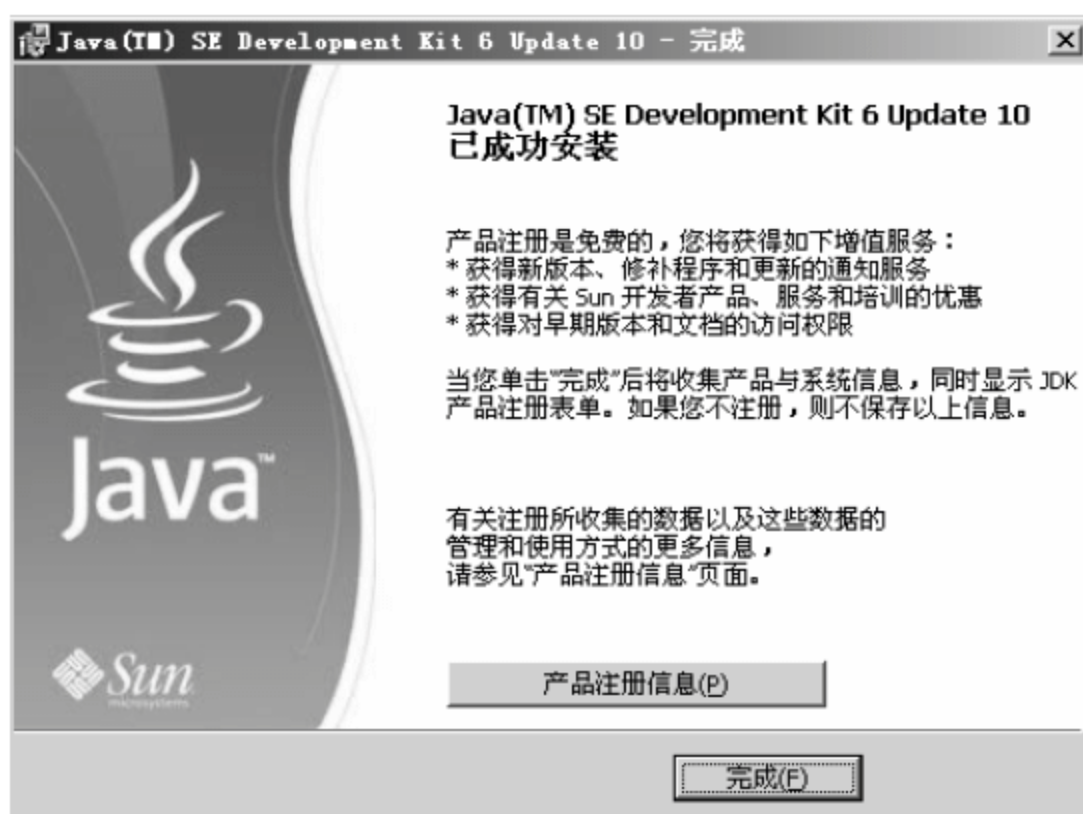 Java(TM) SE Development Kit 6 Update 10 - 完成
Java(TM) SE Development Kit 6 Update 10
已成功安装
产品注册是免费的，您将获得如下增值服务：
* 获得新版本、修补程序和更新的通知服务
* 获得有关 Sun 开发者产品、服务和培训的优惠
* 获得对早期版本和文档的访问权限
当您单击"完成"后将收集产品与系统信息，同时显示 JDK
产品注册表单。如果您不注册，则不保存以上信息。
Java™
有关注册所收集的数据以及这些数据的
管理和使用方式的更多信息，
请参见"产品注册信息"页面。
Sun
microsystems
产品注册信息(P)
完成(F)